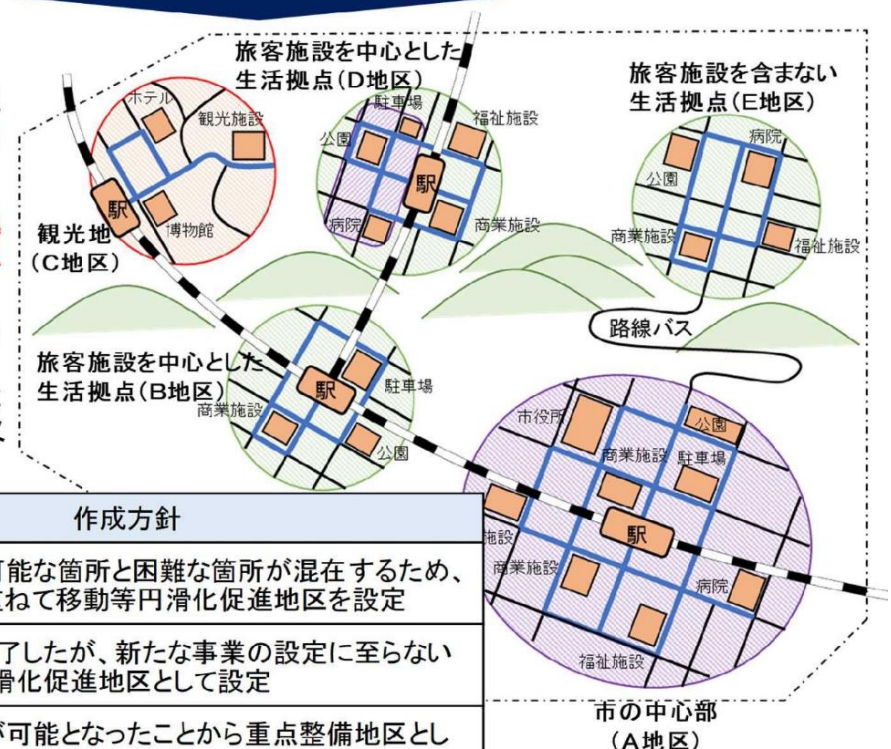 旅客施設を中心とした
生活拠点(D地区)
旅客施設を含まない
生活拠点(E地区)
ホテル
観光施設
駅
博物館
観光地
(C地区)
駐車場
公園
福祉施設
駅
病院
商業施設
病院
公園
商業施設
福祉施設
路線バス
旅客施設を中心とした
生活拠点(B地区)
駅
駐車場
商業施設
公園
市役所
公園
商業施設
駐車場
駅
施設
商業施設
病院
福祉施設
市の中心部
(A地区)
作成方針
可能な箇所と困難な箇所が混在するため、
重ねて移動等円滑化促進地区を設定
了したが、新たな事業の設定に至らない
滑化促進地区として設定
が可能となったことから重点整備地区とし